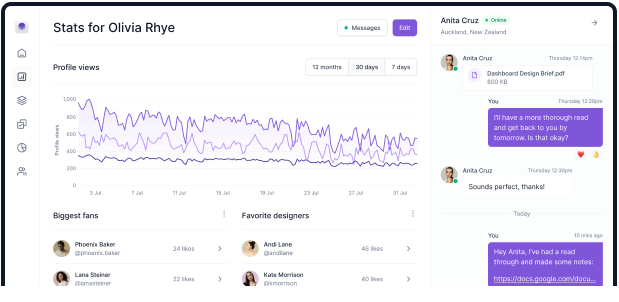 Stats for Olivia Rhye
Messages
Edit
Profile views
12 months
30 days
7 days
Profile views
1,000
800
600
400
200
0
3 Jul
7 Jul
11 Jul
15 Jul
19 Jul
23 Jul
27 Jul
31 Jul
Biggest fans
Phoenix Baker
@phoenix.baker
24 likes
Lana Steiner
@lanasteiner
32 likes
Favorite designers
Andi Lane
@andilane
46 likes
Kate Morrison
@kmorrison
40 likes
Anita Cruz
Online
Auckland, New Zealand
Anita Cruz
Thursday 12:14pm
Dashboard Design Brief.pdf
800 KB
You
Thursday 12:29pm
I'll have a more thorough read
and get back to you by
tomorrow. Is that okay?
Anita Cruz
Thursday 12:30pm
Sounds perfect, thanks!
Today
You
10 mins ago
Hey Anita, I've had a read
through and made some notes:
https://docs.google.com/docu...